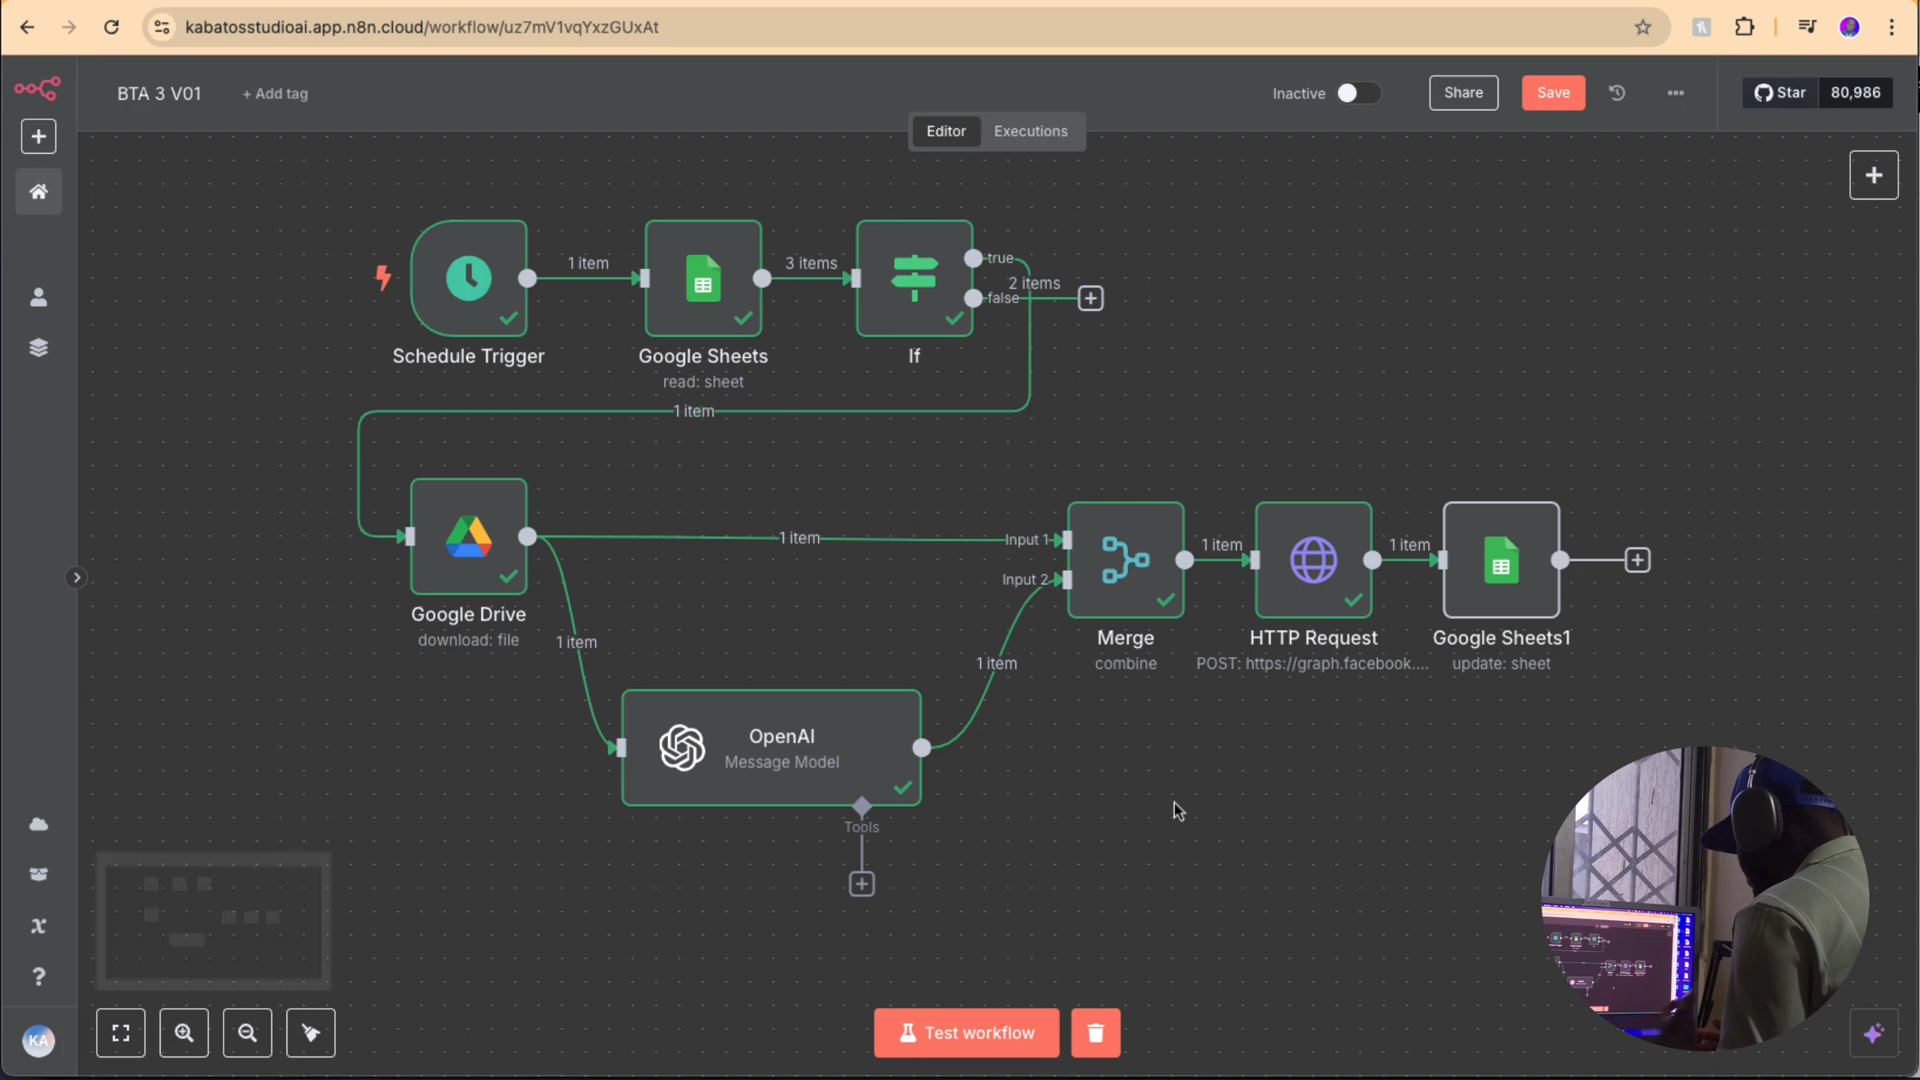 kabatosstudioai.app.n8n.cloud/workflow/uz7mV1vqYxzGUxAt
BTA 3 V01
+ Add tag
Inactive
Share
Save
Star
80,986
Editor
Executions
1 item
3 items
true
2 items
false
Schedule Trigger
Google Sheets
read: sheet
If
1 item
1 item
Input 1
1 item
1 item
Input 2
Google Drive
download: file
1 item
Merge
combine
HTTP Request
POST: https://graph.facebook....
Google Sheets1
update: sheet
1 item
OpenAI
Message Model
Tools
KA
Test workflow